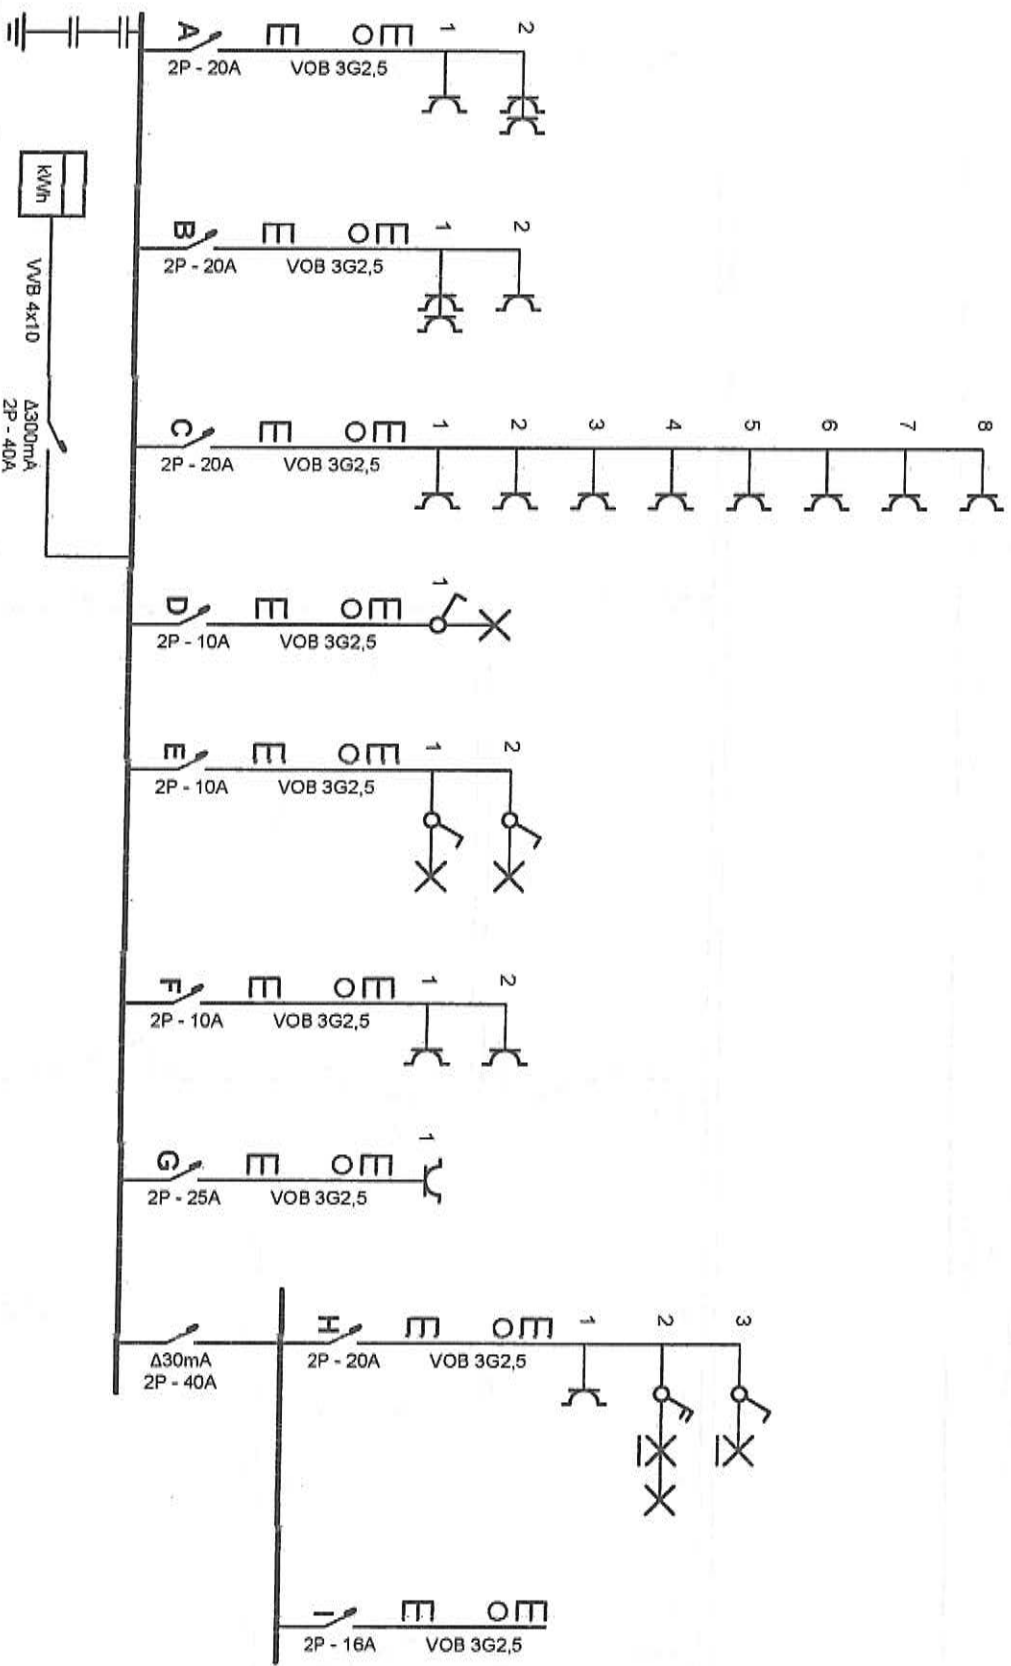 A
2P - 20A
VOB 3G2,5
1
2
kWh
VVB 4x10
Δ300mA
2P - 40A
B
2P - 20A
VOB 3G2,5
1
2
C
2P - 20A
VOB 3G2,5
1
2
3
4
5
6
7
8
D
2P - 10A
VOB 3G2,5
1
E
2P - 10A
VOB 3G2,5
1
2
F
2P - 10A
VOB 3G2,5
1
2
G
2P - 25A
VOB 3G2,5
1
Δ30mA
2P - 40A
H
2P - 20A
VOB 3G2,5
1
2
3
I
2P - 16A
VOB 3G2,5